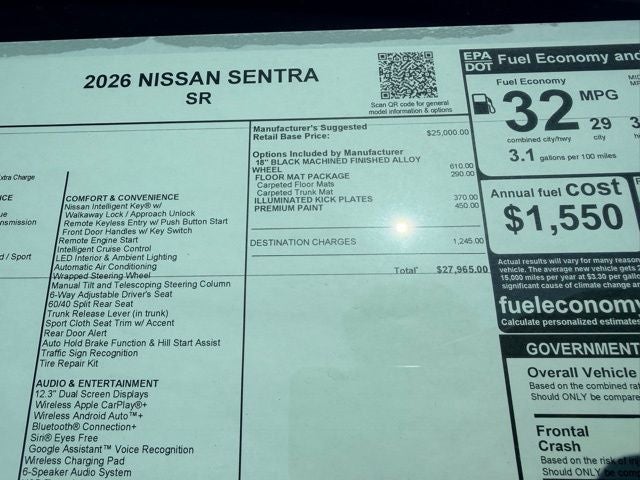 2026 NISSAN SENTRA
SR
Scan QR code for general
model information & options
Extra Charge
Manufacturer's Suggested
Retail Base Price: $25,000.00
Options Included by Manufacturer
18" BLACK MACHINED FINISHED ALLOY
WHEEL 610.00
FLOOR MAT PACKAGE 290.00
Carpeted Floor Mats
Carpeted Trunk Mat
ILLUMINATED KICK PLATES 370.00
PREMIUM PAINT 450.00
DESTINATION CHARGES 1,245.00
Total* $27,965.00
COMFORT & CONVENIENCE
Nissan Intelligent Key® w/
Walkaway Lock / Approach Unlock
Remote Keyless Entry w/ Push Button Start
Front Door Handles w/ Key Switch
Remote Engine Start
Intelligent Cruise Control
LED Interior & Ambient Lighting
Automatic Air Conditioning
Wrapped Steering Wheel
Manual Tilt and Telescoping Steering Column
6-Way Adjustable Driver's Seat
60/40 Split Rear Seat
Trunk Release Lever (in trunk)
Sport Cloth Seat Trim w/ Accent
Rear Door Alert
Auto Hold Brake Function & Hill Start Assist
Traffic Sign Recognition
Tire Repair Kit
AUDIO & ENTERTAINMENT
12.3" Dual Screen Displays
Wireless Apple CarPlay®+
Wireless Android Auto™+
Bluetooth® Connection+
Siri® Eyes Free
Google Assistant™ Voice Recognition
Wireless Charging Pad
6-Speaker Audio System
/ Sport
EPA
DOT
Fuel Economy and
Fuel Economy
32 MPG
combined city/hwy
29
city
3.1 gallons per 100 miles
Annual fuel COST
$1,550
Actual results will vary for many reason
vehicle. The average new vehicle gets
15,000 miles per year at $3.30 per gallo
significant cause of climate change an
fueleconomy
Calculate personalized estimates
GOVERNMENT
Overall Vehicle
Based on the combined rat
Should ONLY be compare
Frontal
Crash
Based on the risk of
Should ONLY be